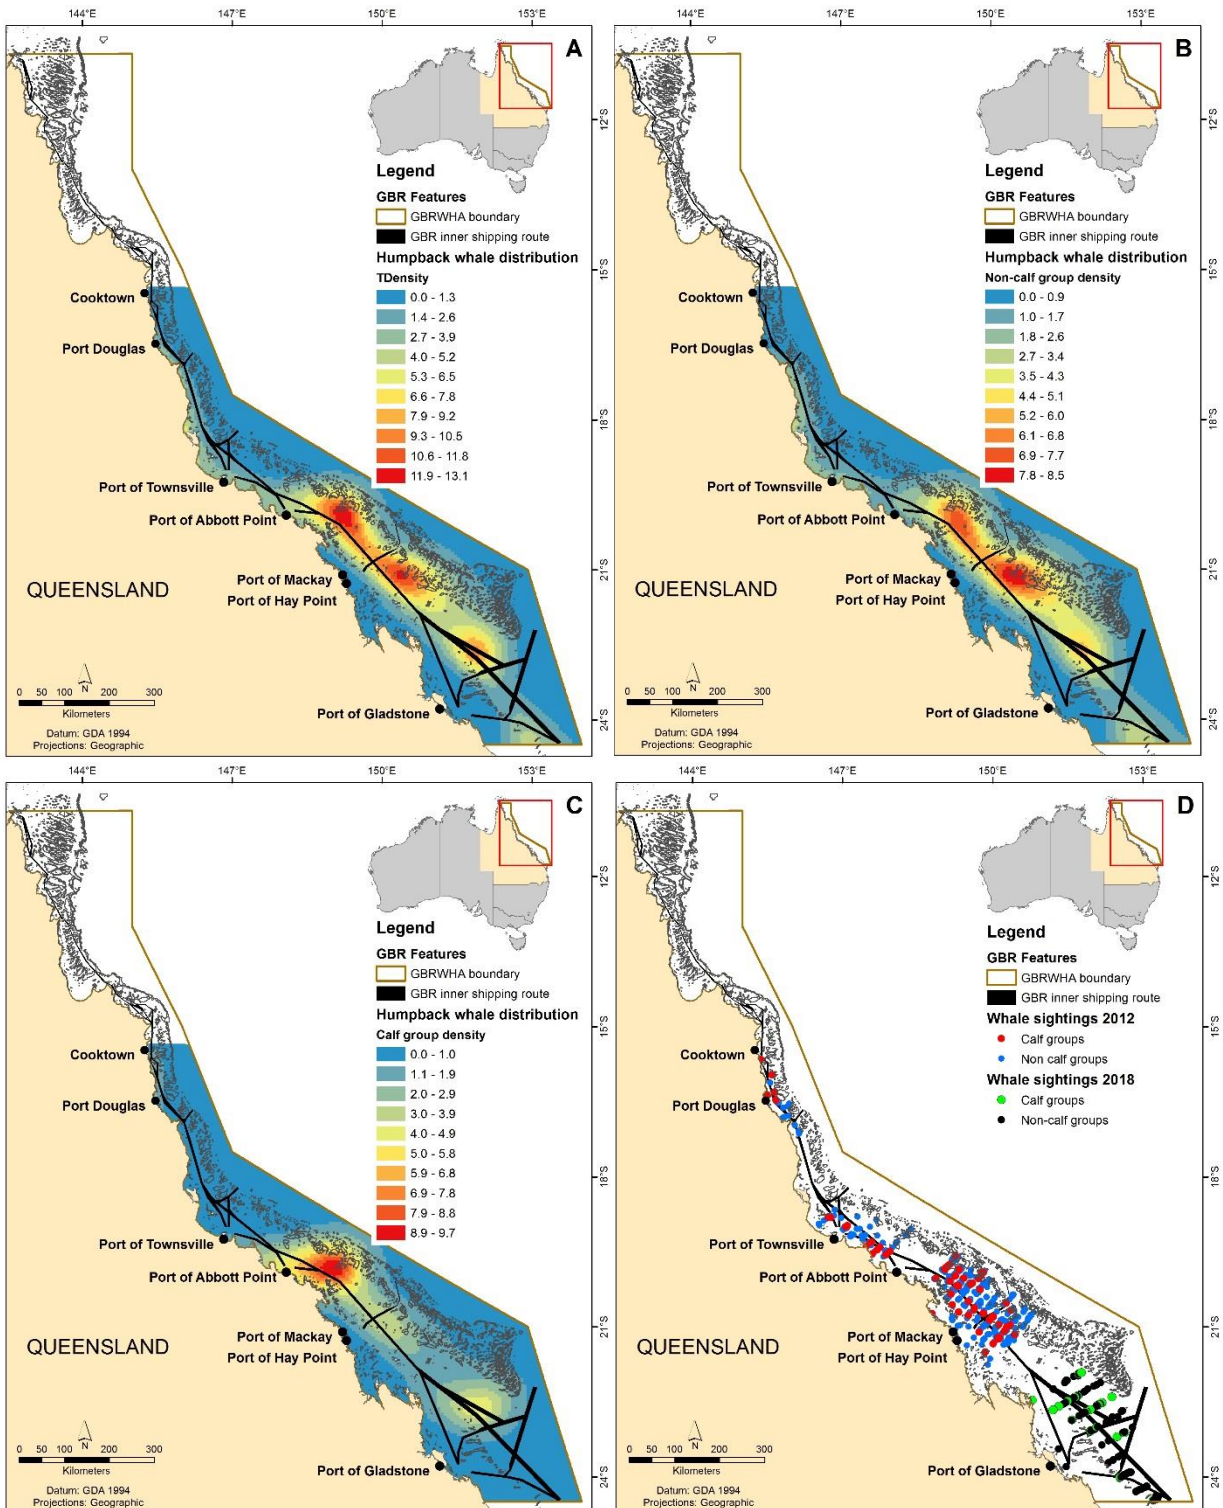 144°E 147°E 150°E 153°E
A
12°S
15°S
18°S
21°S
24°S
Legend
GBR Features
GBRWHA boundary
GBR inner shipping route
Humpback whale distribution
TDensity
0.0 - 1.3
1.4 - 2.6
2.7 - 3.9
4.0 - 5.2
5.3 - 6.5
6.6 - 7.8
7.9 - 9.2
9.3 - 10.5
10.6 - 11.8
11.9 - 13.1
Cooktown
Port Douglas
Port of Townsville
Port of Abbott Point
Port of Mackay
Port of Hay Point
QUEENSLAND
Port of Gladstone
N
0 50 100 200 300
Kilometers
Datum: GDA 1994
Projections: Geographic
144°E 147°E 150°E 153°E
B
12°S
15°S
18°S
21°S
24°S
Legend
GBR Features
GBRWHA boundary
GBR inner shipping route
Humpback whale distribution
Non-calf group density
0.0 - 0.9
1.0 - 1.7
1.8 - 2.6
2.7 - 3.4
3.5 - 4.3
4.4 - 5.1
5.2 - 6.0
6.1 - 6.8
6.9 - 7.7
7.8 - 8.5
Cooktown
Port Douglas
Port of Townsville
Port of Abbott Point
Port of Mackay
Port of Hay Point
QUEENSLAND
Port of Gladstone
N
0 50 100 200 300
Kilometers
Datum: GDA 1994
Projections: Geographic
144°E 147°E 150°E 153°E
C
12°S
15°S
18°S
21°S
24°S
Legend
GBR Features
GBRWHA boundary
GBR inner shipping route
Humpback whale distribution
Calf group density
0.0 - 1.0
1.1 - 1.9
2.0 - 2.9
3.0 - 3.9
4.0 - 4.9
5.0 - 5.8
5.9 - 6.8
6.9 - 7.8
7.9 - 8.8
8.9 - 9.7
Cooktown
Port Douglas
Port of Townsville
Port of Abbott Point
Port of Mackay
Port of Hay Point
QUEENSLAND
Port of Gladstone
N
0 50 100 200 300
Kilometers
Datum: GDA 1994
Projections: Geographic
144°E 147°E 150°E 153°E
D
12°S
15°S
18°S
21°S
24°S
Legend
GBR Features
GBRWHA boundary
GBR inner shipping route
Whale sightings 2012
Calf groups
Non calf groups
Whale sightings 2018
Calf groups
Non-calf groups
Cooktown
Port Douglas
Port of Townsville
Port of Abbott Point
Port of Mackay
Port of Hay Point
QUEENSLAND
Port of Gladstone
N
0 50 100 200 300
Kilometers
Datum: GDA 1994
Projections: Geographic